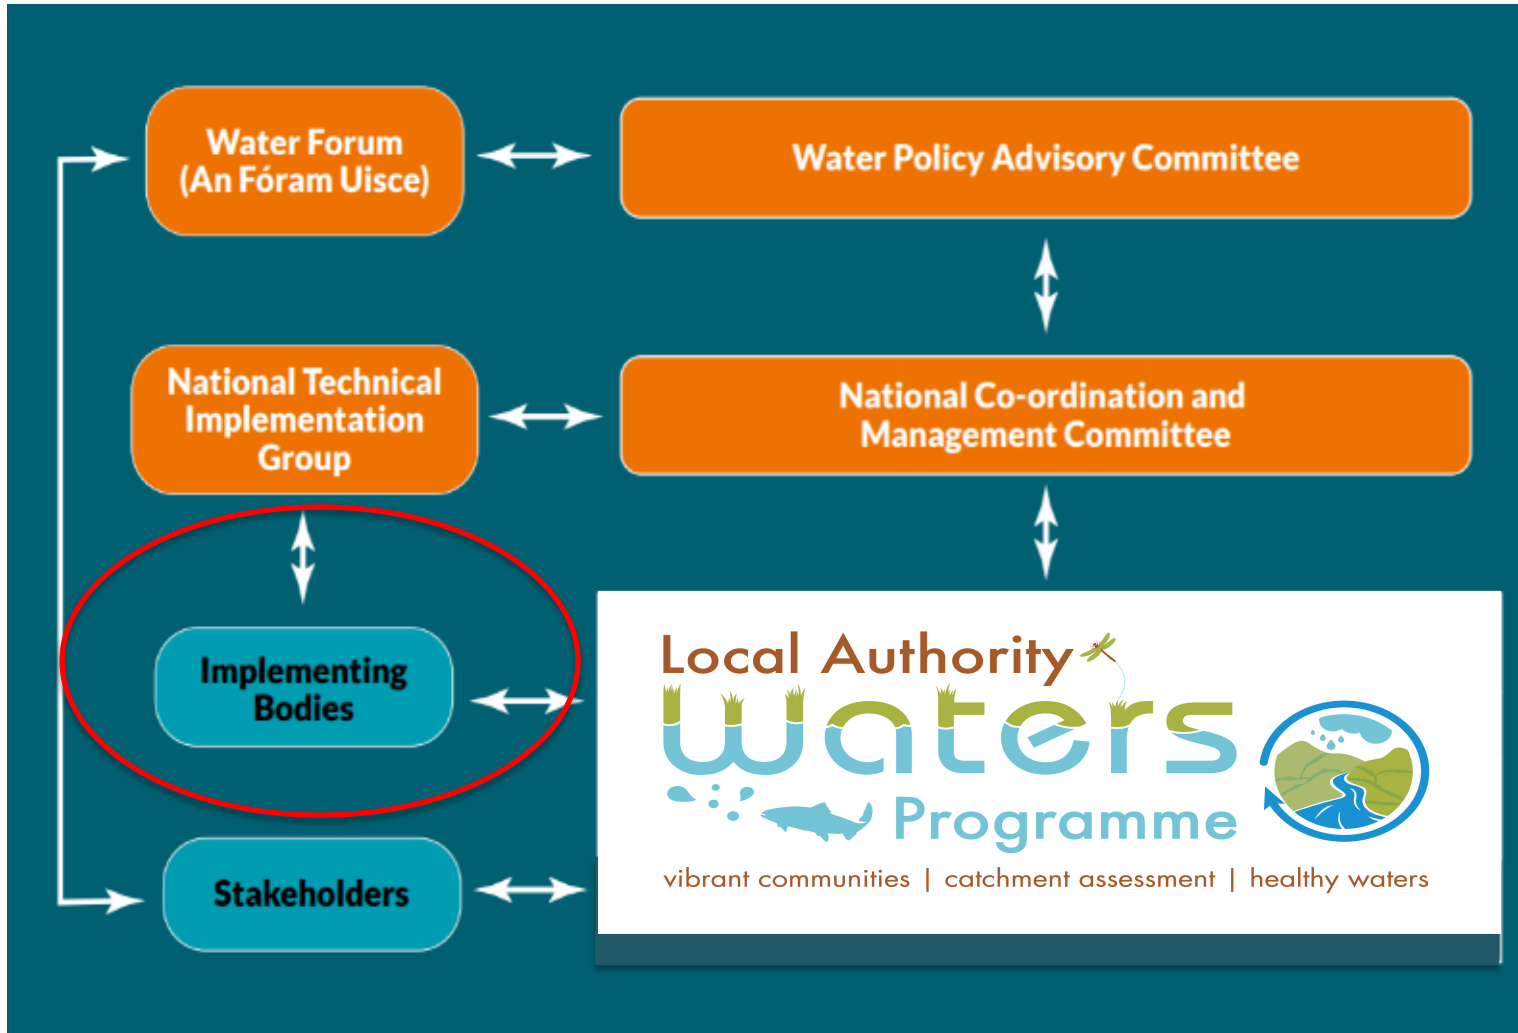 Water Forum
(An Fóram Uisce)
Water Policy Advisory Committee
National Technical
Implementation
Group
National Co-ordination and
Management Committee
Implementing
Bodies
Local Authority
waters
Programme
vibrant communities | catchment assessment | healthy waters
Stakeholders